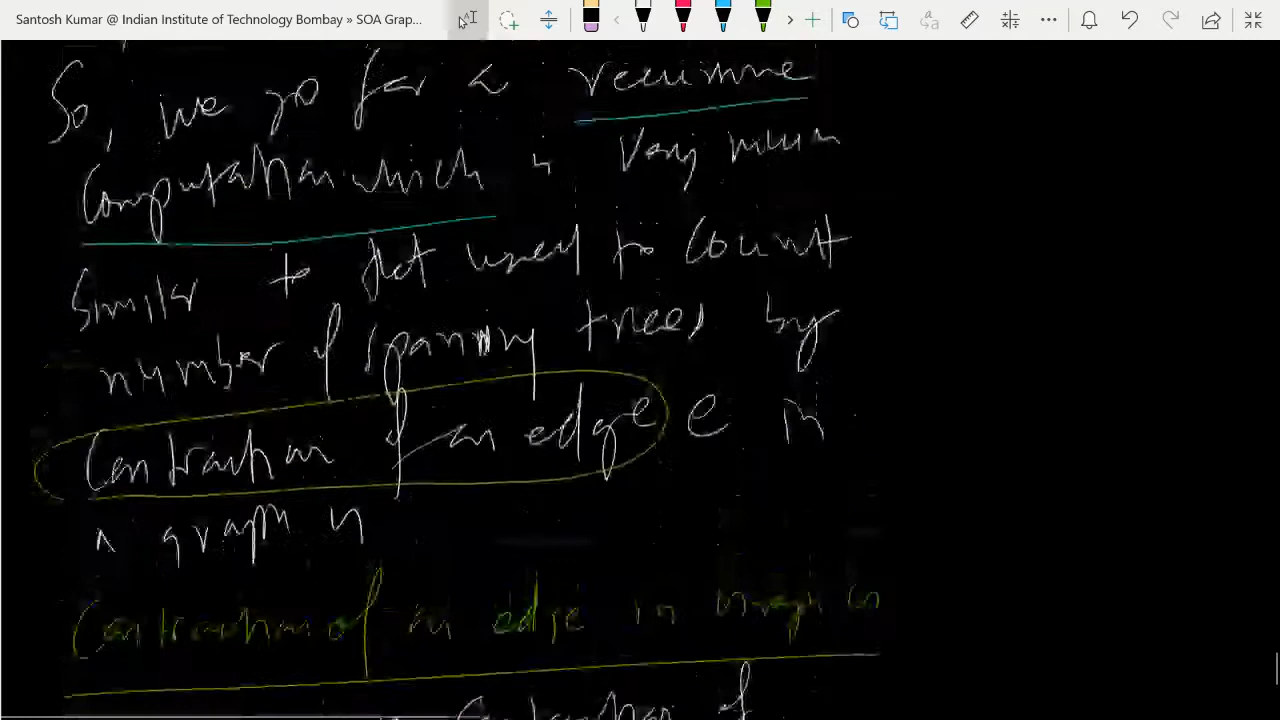 Santosh Kumar @ Indian Institute of Technology Bombay » SOA Grap...
So, we go for a recursive
Computation which is Very much
Similar to that used to Count
number of spanning trees by
Contraction of an edge e in
a graph G
Contraction of an edge in Graph G
Contraction of